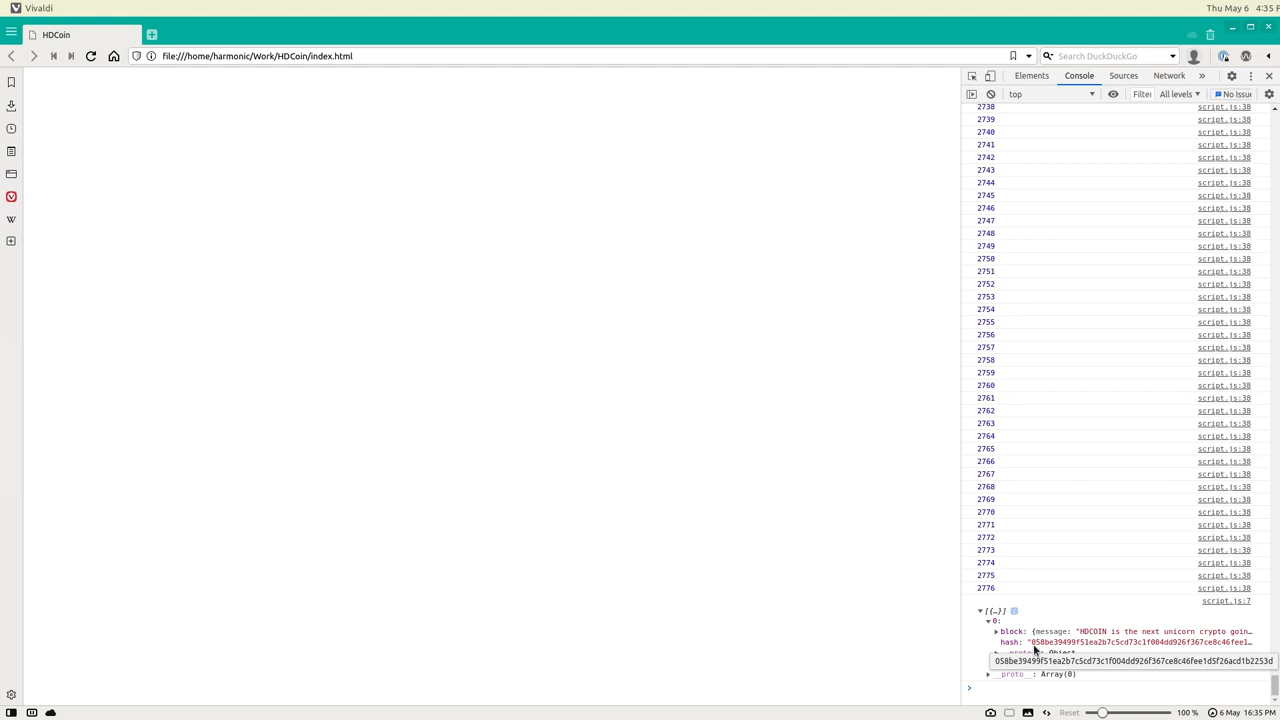 Vivaldi
Thu May 6 4:35 P
HDCoin
file:///home/harmonic/Work/HDCoin/index.html
Search DuckDuckGo
Elements Console Sources Network »
top Filter All levels No Issue
2738 script.js:38
2739 script.js:38
2740 script.js:38
2741 script.js:38
2742 script.js:38
2743 script.js:38
2744 script.js:38
2745 script.js:38
2746 script.js:38
2747 script.js:38
2748 script.js:38
2749 script.js:38
2750 script.js:38
2751 script.js:38
2752 script.js:38
2753 script.js:38
2754 script.js:38
2755 script.js:38
2756 script.js:38
2757 script.js:38
2758 script.js:38
2759 script.js:38
2760 script.js:38
2761 script.js:38
2762 script.js:38
2763 script.js:38
2764 script.js:38
2765 script.js:38
2766 script.js:38
2767 script.js:38
2768 script.js:38
2769 script.js:38
2770 script.js:38
2771 script.js:38
2772 script.js:38
2773 script.js:38
2774 script.js:38
2775 script.js:38
2776 script.js:38
script.js:7
[{…}] i
0:
block: {message: "HDCOIN is the next unicorn crypto goin…
hash: "058be39499f51ea2b7c5cd73c1f004dd926f367ce8c46fee1…
058be39499f51ea2b7c5cd73c1f004dd926f367ce8c46fee1d5f26acd1b2253d
__proto__: Array(0)
>
Reset 100 % 6 May 16:35 PM